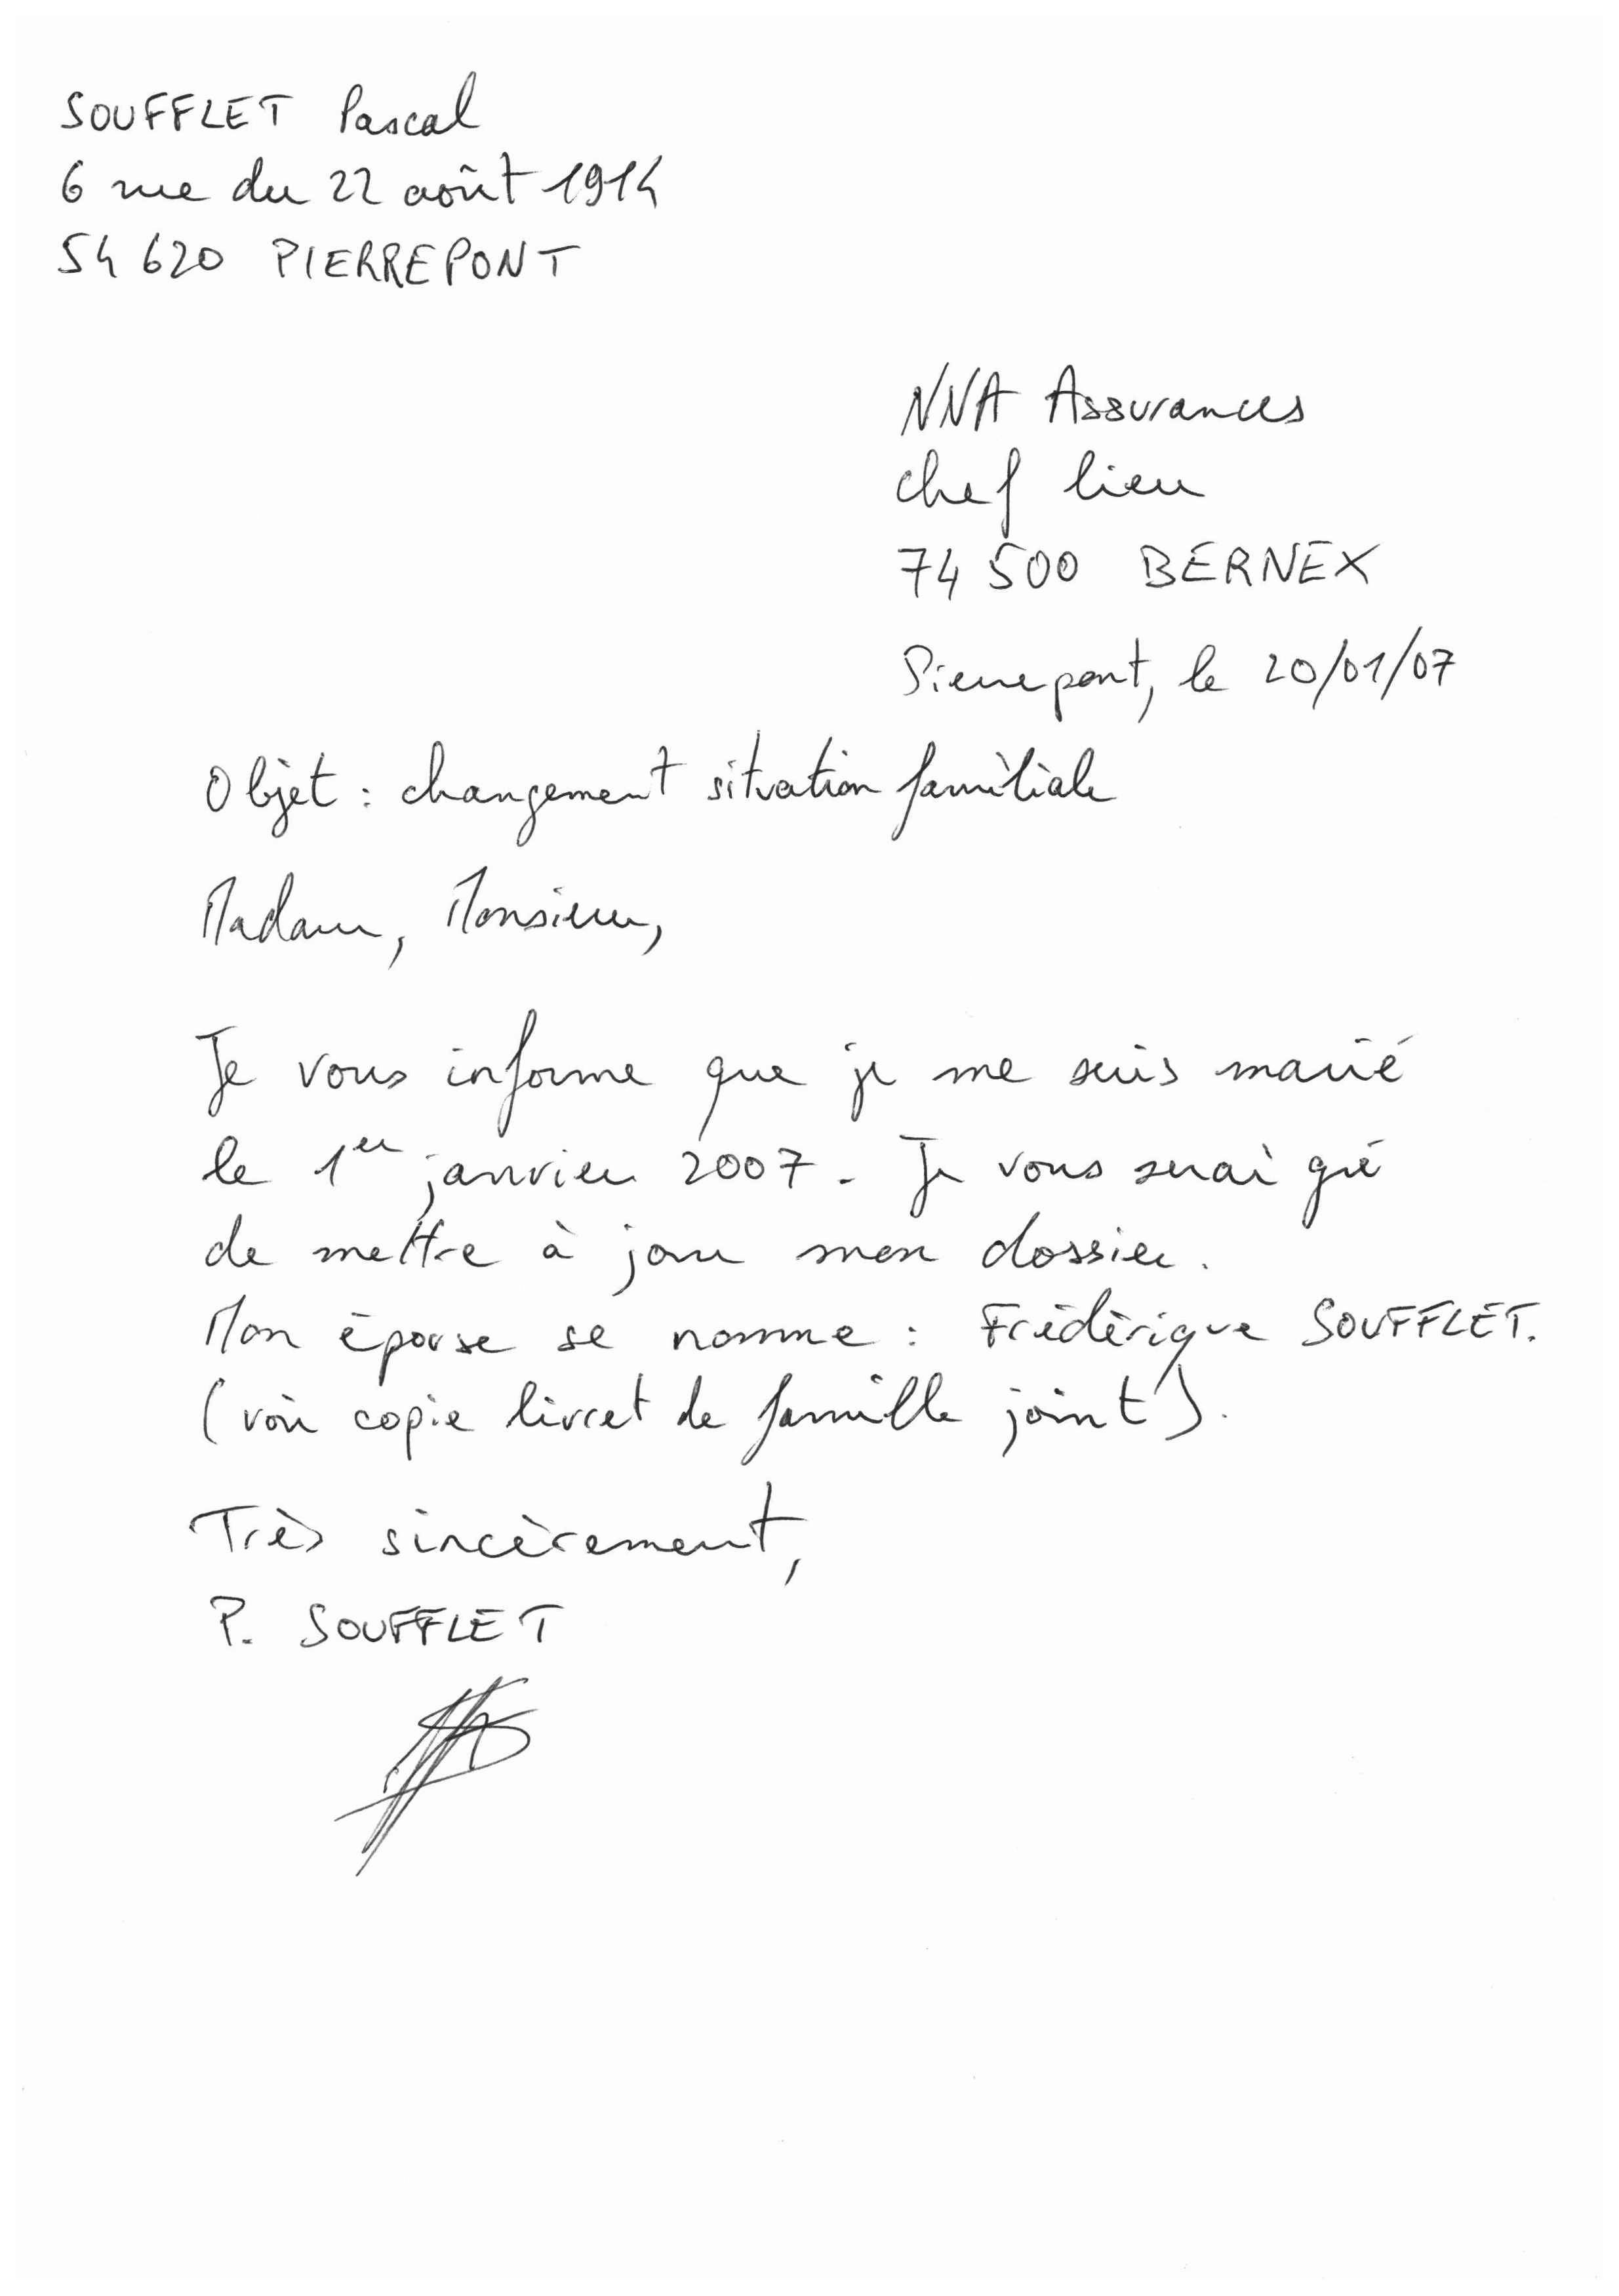 SOUFFLET Pascal
6 rue du 22 août 1914
54 620 PIERREPONT
NNA Assurances
chef lieu
74 500 BERNEX
Pierrepont, le 20/01/07
Objet : changement situation familiale
Madame, Monsieur,
Je vous informe que je me suis marié
le 1er janvier 2007. Je vous serai gré
de mettre à jour mon dossier.
Mon épouse se nomme : Frédérique SOUFFLET.
(voir copie livret de famille joint).
Très sincèrement,
P. SOUFFLET